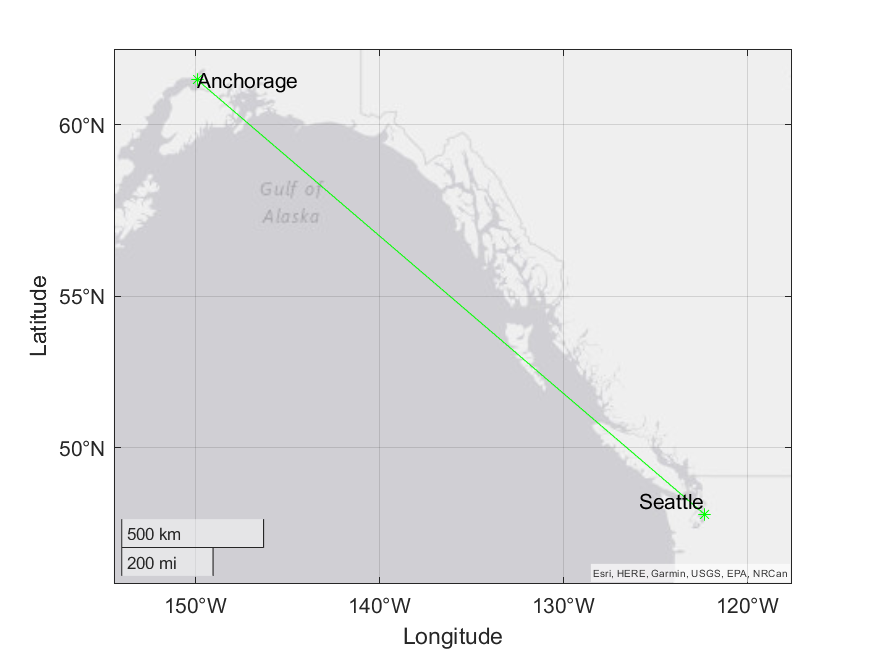 Anchorage
60°N
Gulf of
Alaska
55°N
Latitude
50°N
Seattle
500 km
200 mi
Esri, HERE, Garmin, USGS, EPA, NRCan
150°W 140°W 130°W 120°W
Longitude